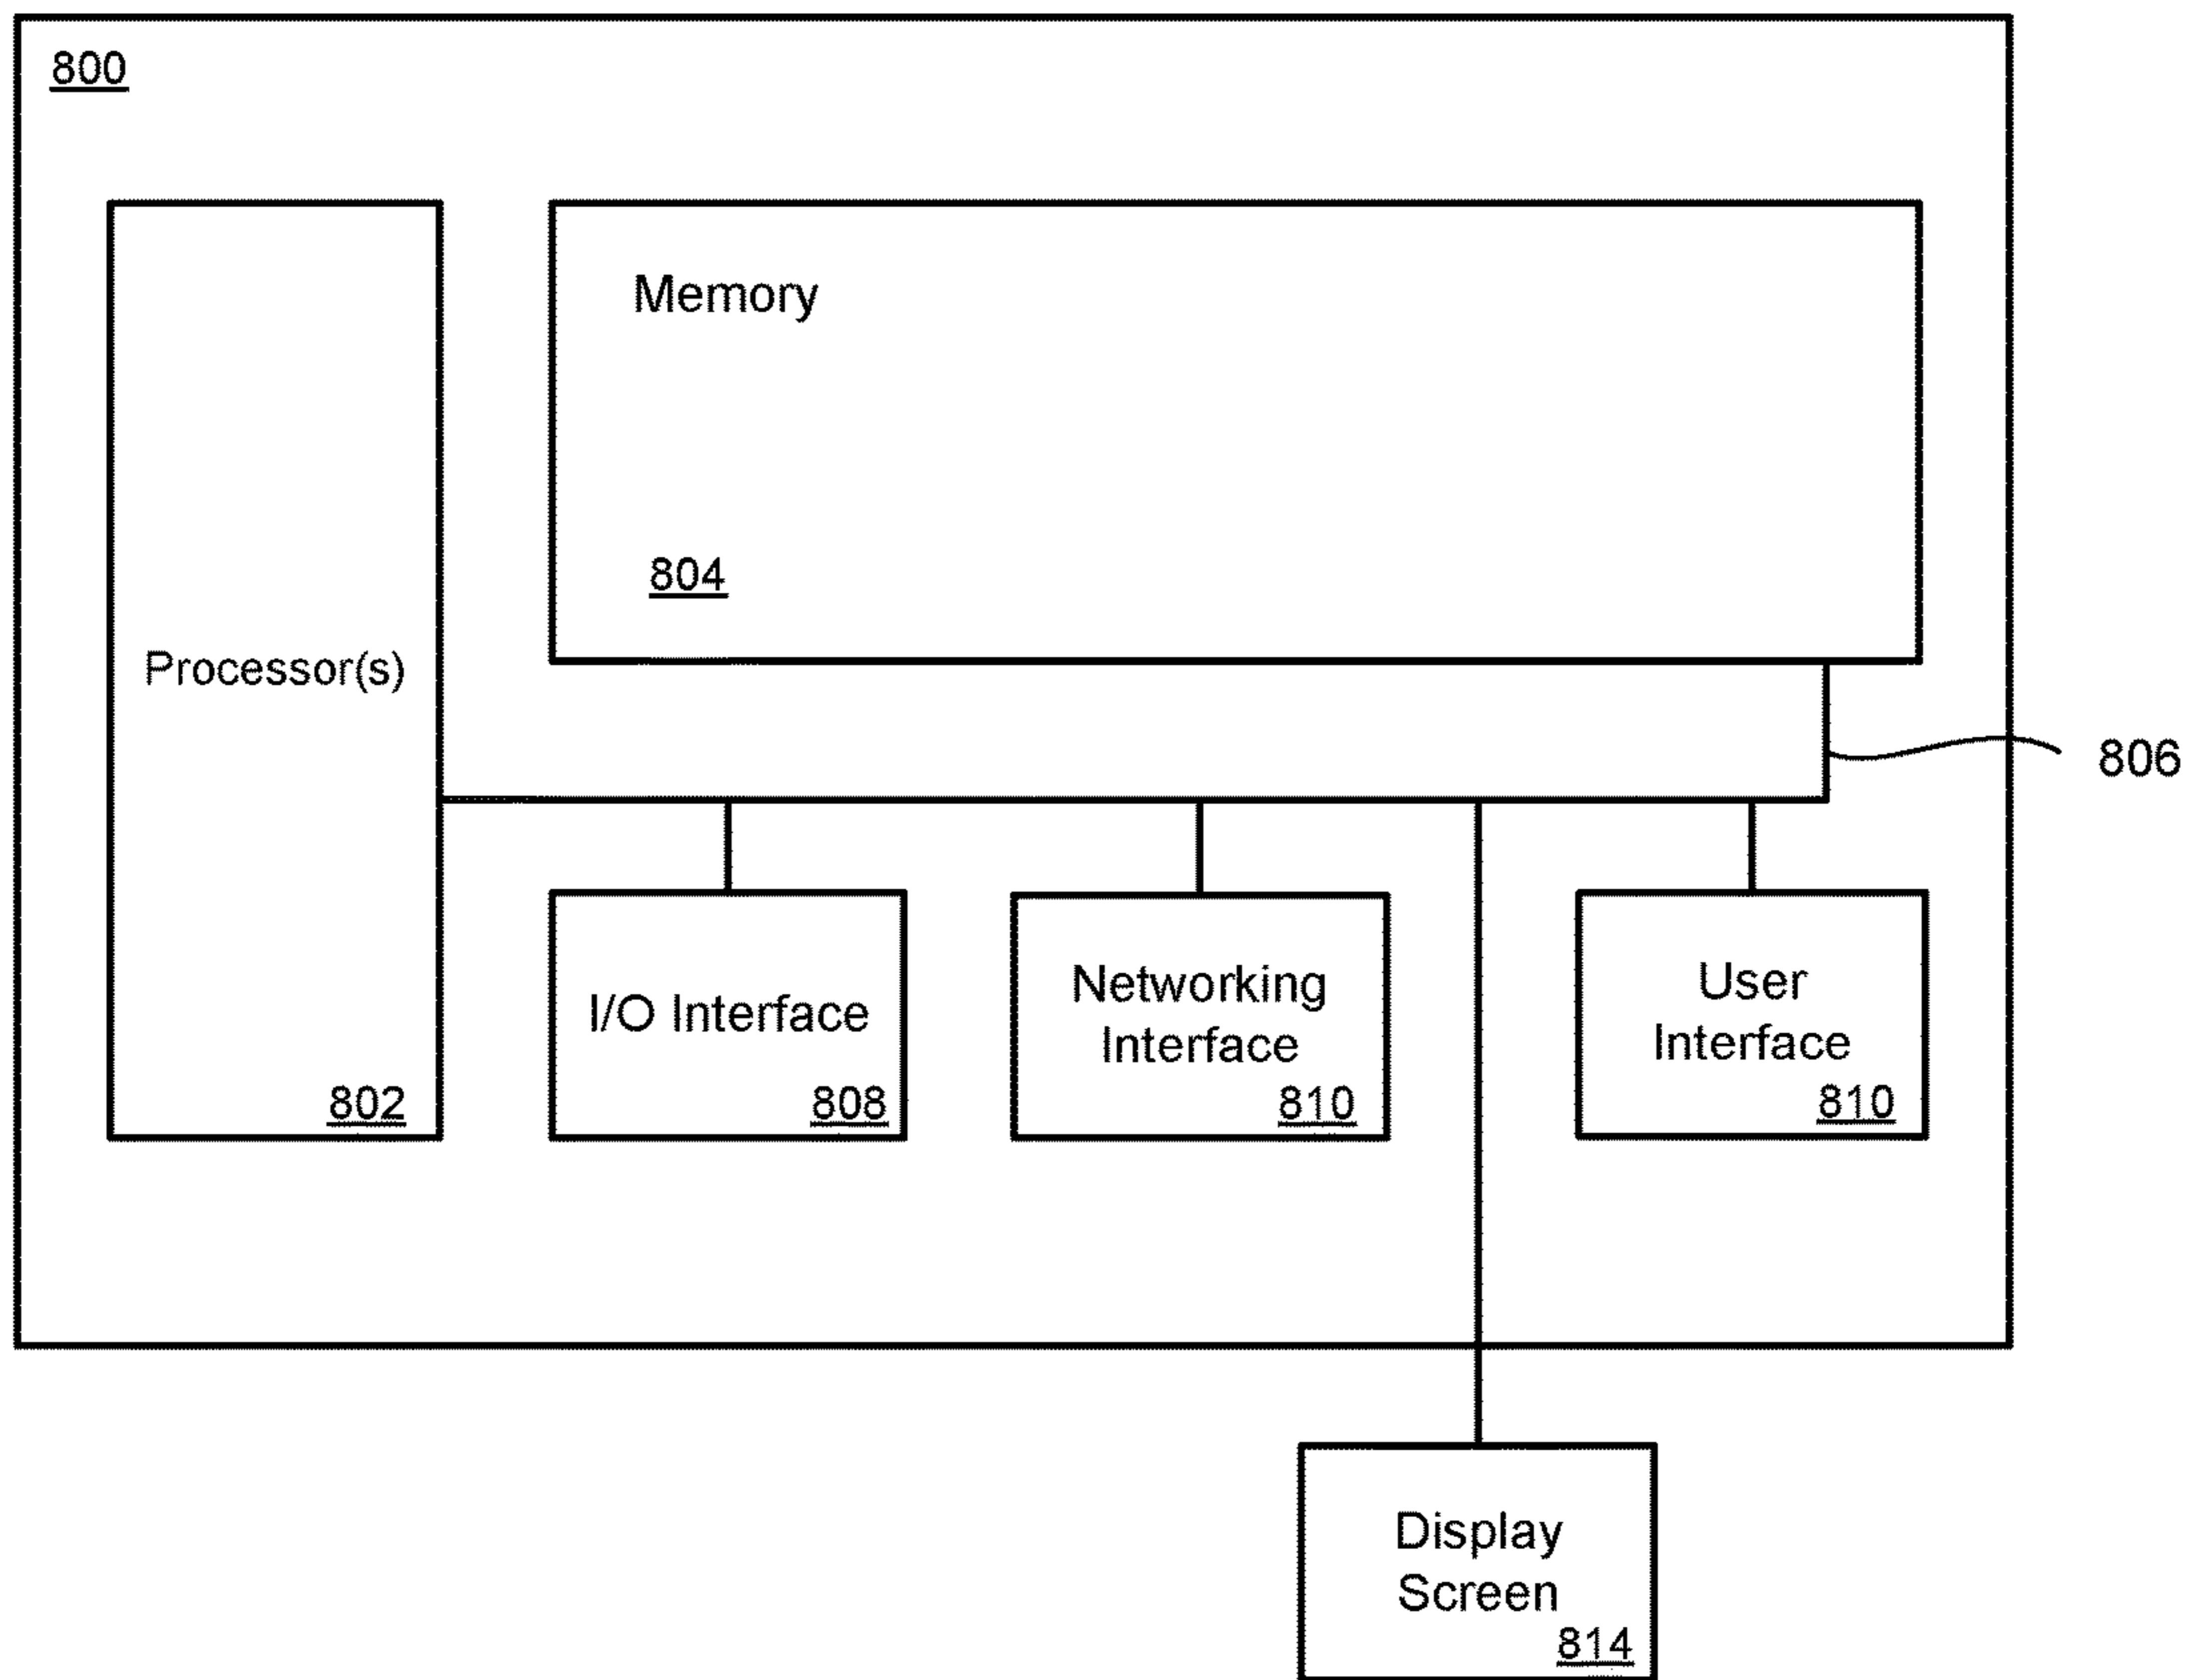 800
Memory
804
Processor(s)
802
806
I/O Interface
808
Networking
Interface
810
User
Interface
810
Display
Screen
814